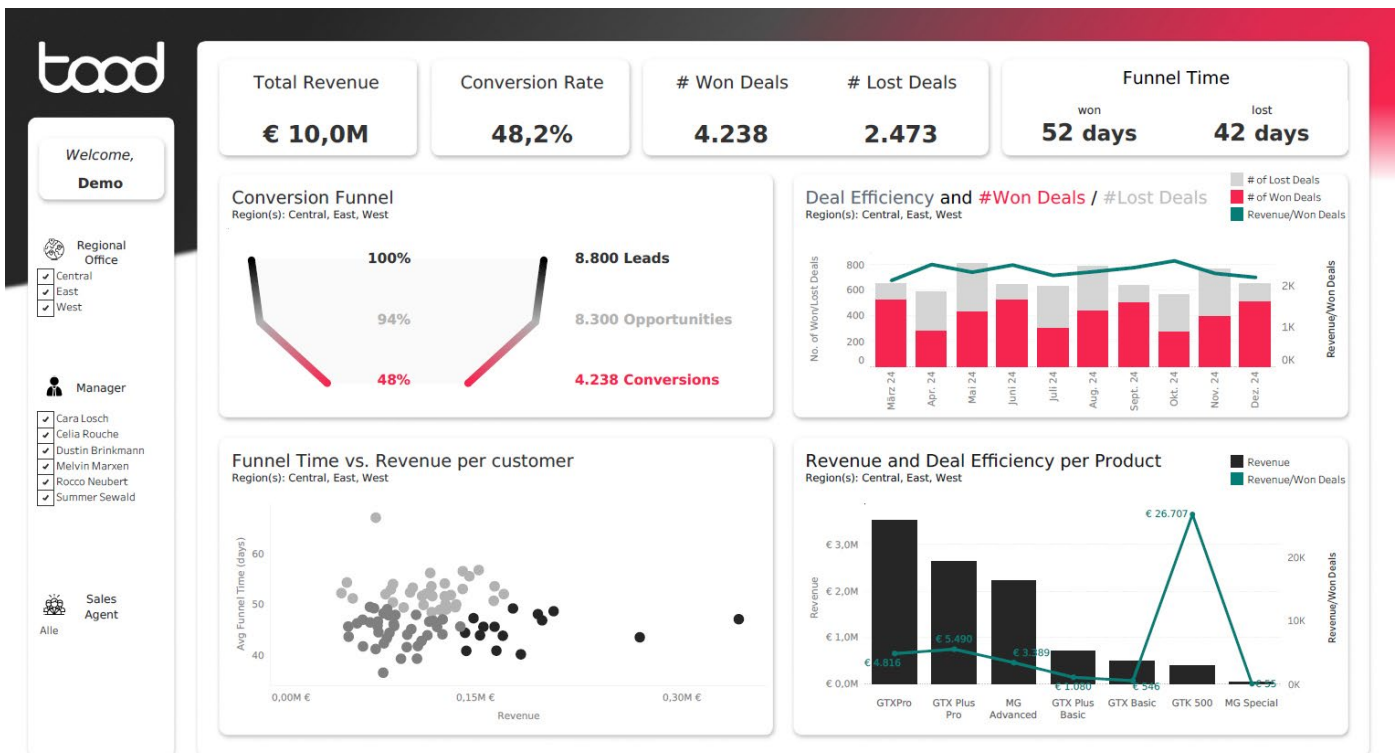 taod
Welcome,
Demo
Regional
Office
Central
East
West
Manager
Cara Losch
Celia Rouche
Dustin Brinkmann
Melvin Marxen
Rocco Neubert
Summer Sewald
Sales
Agent
Alle
Total Revenue
€ 10,0M
Conversion Rate
48,2%
# Won Deals
4.238
# Lost Deals
2.473
Funnel Time
won
52 days
lost
42 days
Conversion Funnel
Region(s): Central, East, West
100%
8.800 Leads
94%
8.300 Opportunities
48%
4.238 Conversions
Deal Efficiency and #Won Deals / #Lost Deals
Region(s): Central, East, West
# of Lost Deals
# of Won Deals
Revenue/Won Deals
No. of Won/Lost Deals
800
600
400
200
0
2K
1K
0K
Revenue/Won Deals
März 24
Apr. 24
Mai 24
Juni 24
Juli 24
Aug. 24
Sept. 24
Okt. 24
Nov. 24
Dez. 24
Funnel Time vs. Revenue per customer
Region(s): Central, East, West
Avg Funnel Time (days)
60
50
40
0,00M €
0,15M €
0,30M €
Revenue
Revenue and Deal Efficiency per Product
Region(s): Central, East, West
Revenue
Revenue/Won Deals
Revenue
€ 3,0M
€ 2,0M
€ 1,0M
€ 0,0M
€ 4.816
€ 5.490
€ 3.389
€ 1.080
€ 546
€ 26.707
€ 55
20K
10K
0K
Revenue/Won Deals
GTXPro
GTX Plus
Pro
MG
Advanced
GTX Plus
Basic
GTX Basic
GTK 500
MG Special